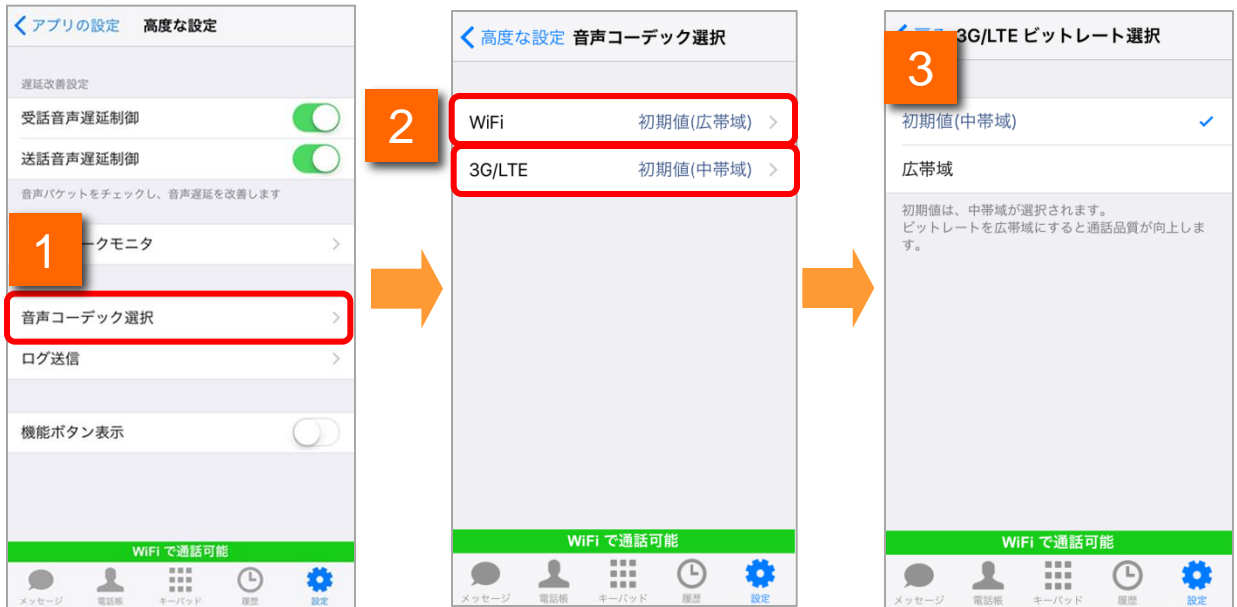 アプリの設定 高度な設定
遅延改善設定
受話音声遅延制御
送話音声遅延制御
音声パケットをチェックし、音声遅延を改善します
1
ークモニタ
音声コーデック選択
ログ送信
機能ボタン表示
WiFi で通話可能
メッセージ 電話帳 キーパッド 履歴 設定
高度な設定 音声コーデック選択
2
WiFi 初期値(広帯域)
3G/LTE 初期値(中帯域)
WiFi で通話可能
メッセージ 電話帳 キーパッド 履歴 設定
3G/LTE ビットレート選択
3
初期値(中帯域)
広帯域
初期値は、中帯域が選択されます。
ビットレートを広帯域にすると通話品質が向上しま
す。
WiFi で通話可能
メッセージ 電話帳 キーパッド 履歴 設定